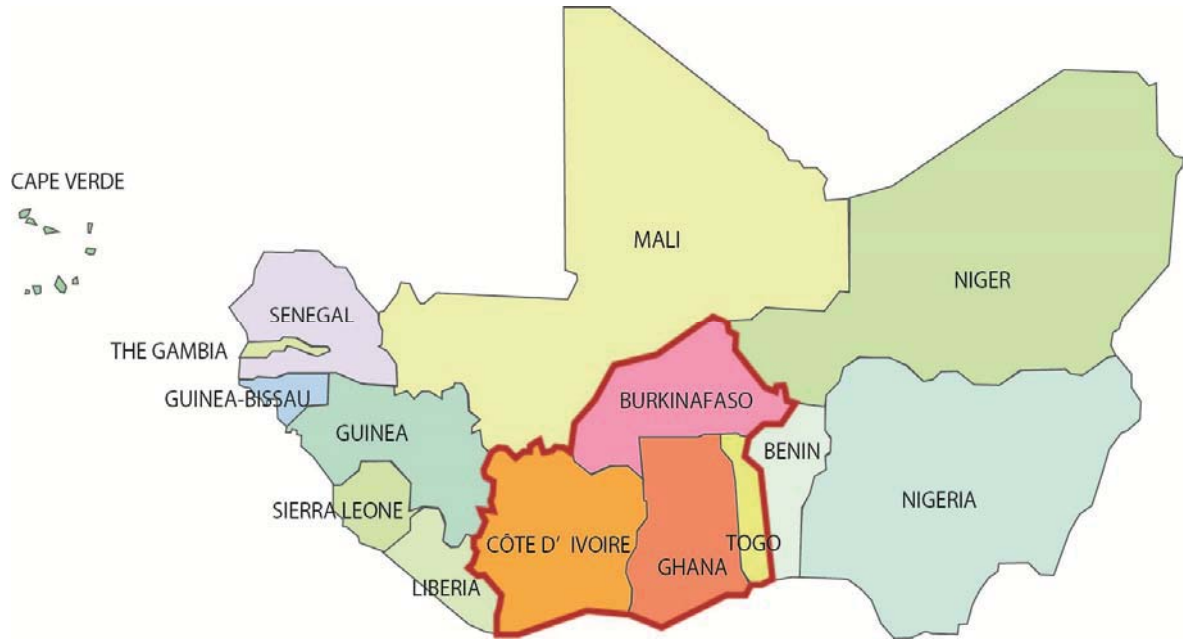 CAPE VERDE
MALI
NIGER
SENEGAL
THE GAMBIA
GUINEA-BISSAU
BURKINAFASO
GUINEA
BENIN
NIGERIA
SIERRA LEONE
CÔTE D’ IVOIRE
TOGO
GHANA
LIBERIA